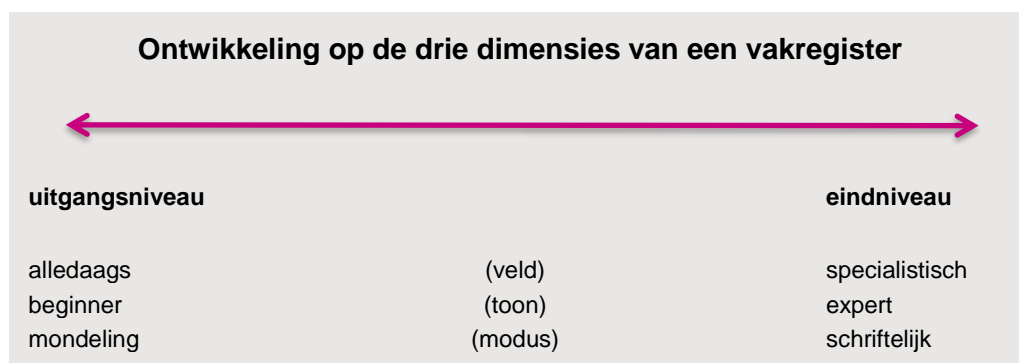 Ontwikkeling op de drie dimensies van een vakregister
uitgangsniveau eindniveau
alledaags (veld) specialistisch
beginner (toon) expert
mondeling (modus) schriftelijk